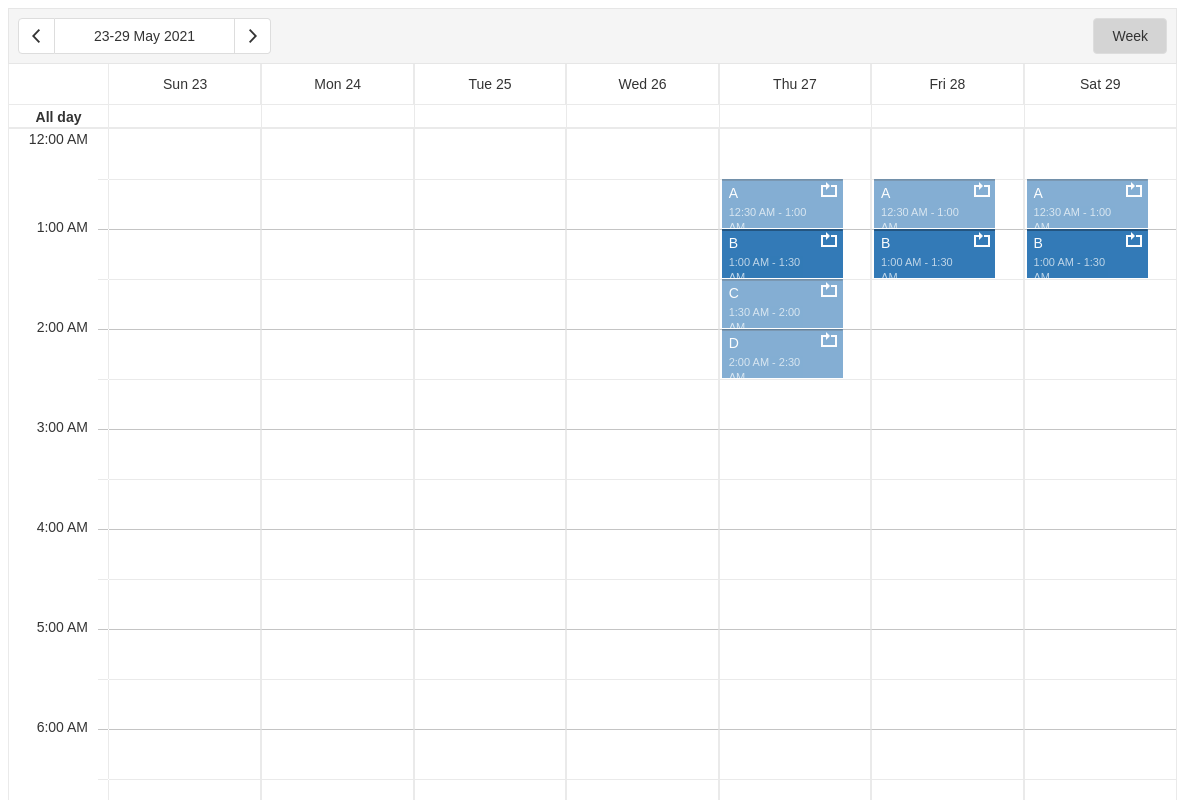 23-29 May 2021
Week
Sun 23
Mon 24
Tue 25
Wed 26
Thu 27
Fri 28
Sat 29
All day
12:00 AM
1:00 AM
2:00 AM
3:00 AM
4:00 AM
5:00 AM
6:00 AM
A
12:30 AM - 1:00
AM
B
1:00 AM - 1:30
AM
C
1:30 AM - 2:00
AM
D
2:00 AM - 2:30
AM
A
12:30 AM - 1:00
AM
B
1:00 AM - 1:30
AM
A
12:30 AM - 1:00
AM
B
1:00 AM - 1:30
AM